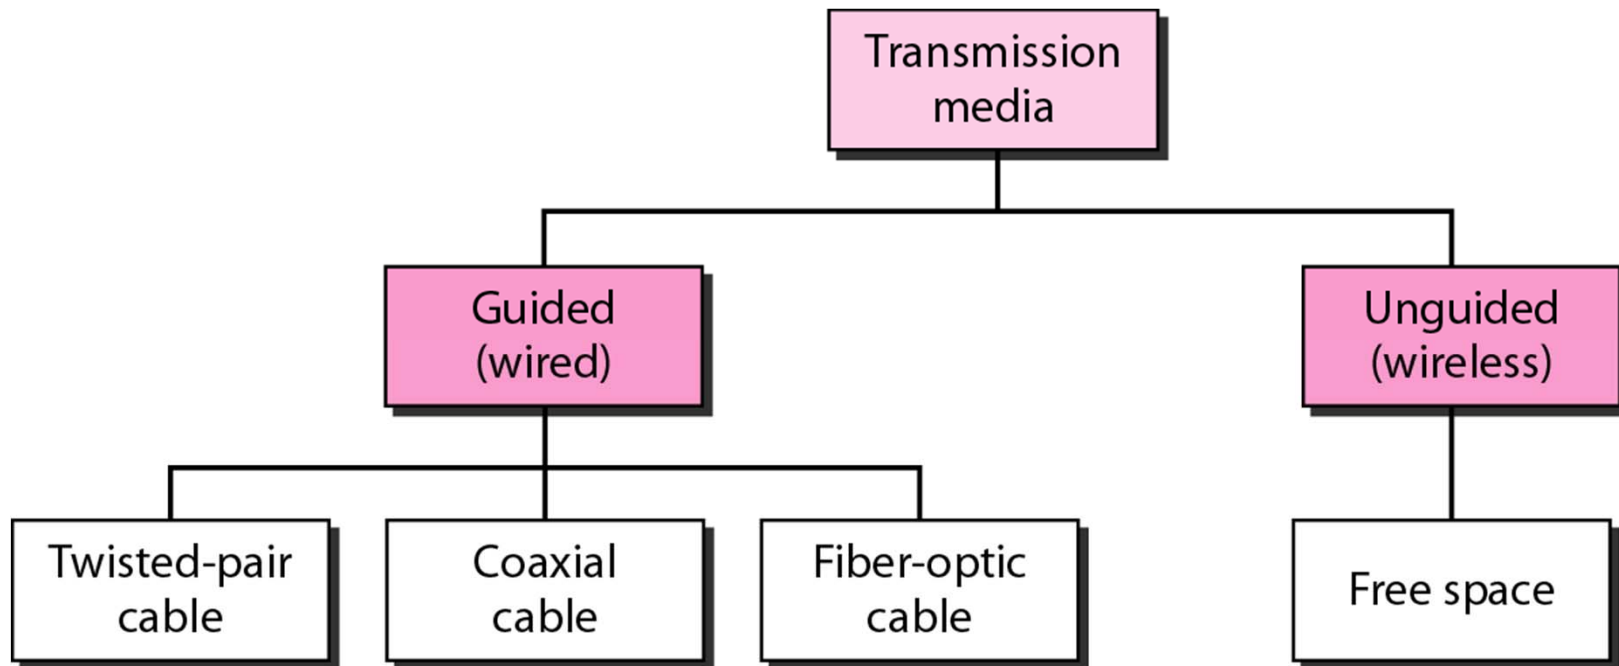 Transmission
media
Guided
(wired)
Unguided
(wireless)
Twisted-pair
cable
Coaxial
cable
Fiber-optic
cable
Free space